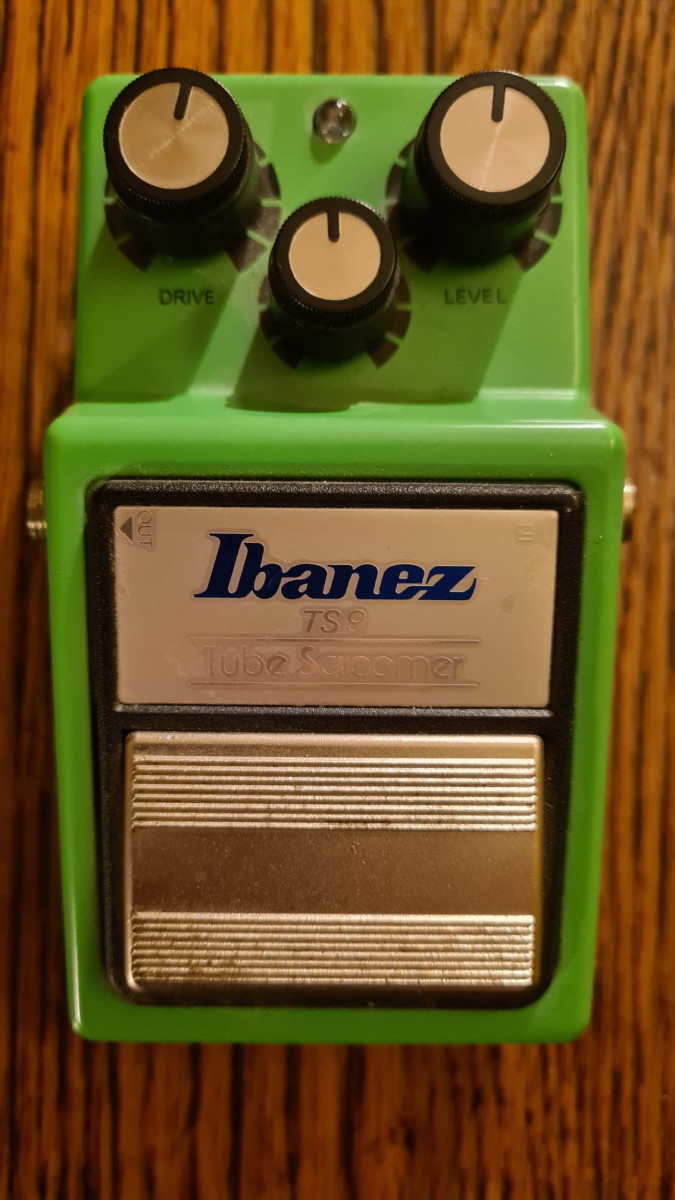 DRIVE
LEVEL
OUT
IN
Ibanez
TS9
Tube Screamer